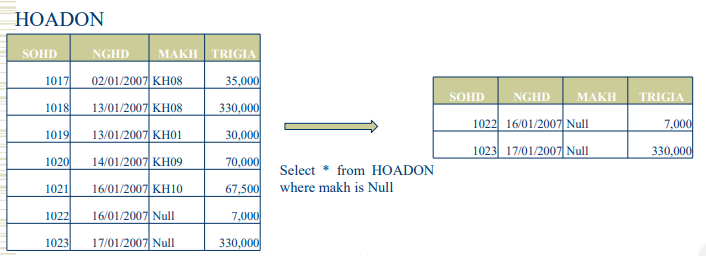 HOADON
SOHD NGHD MAKH TRIGIA
1017 02/01/2007 KH08 35,000
1018 13/01/2007 KH08 330,000
1019 13/01/2007 KH01 30,000
1020 14/01/2007 KH09 70,000
1021 16/01/2007 KH10 67,500
1022 16/01/2007 Null 7,000
1023 17/01/2007 Null 330,000
Select * from HOADON
where makh is Null
SOHD NGHD MAKH TRIGIA
1022 16/01/2007 Null 7,000
1023 17/01/2007 Null 330,000